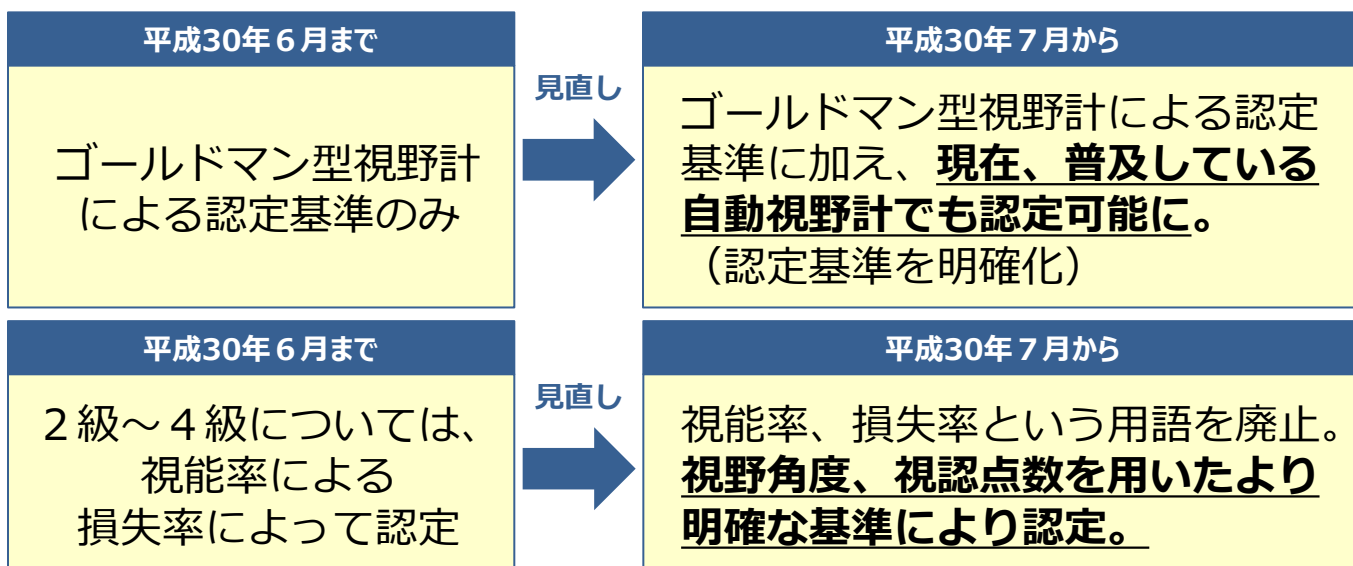 平成30年６月まで
ゴールドマン型視野計
による認定基準のみ
見直し
平成30年７月から
ゴールドマン型視野計による認定
基準に加え、現在、普及している
自動視野計でも認定可能に。
（認定基準を明確化）
平成30年６月まで
２級～４級については、
視能率による
損失率によって認定
見直し
平成30年７月から
視能率、損失率という用語を廃止。
視野角度、視認点数を用いたより
明確な基準により認定。